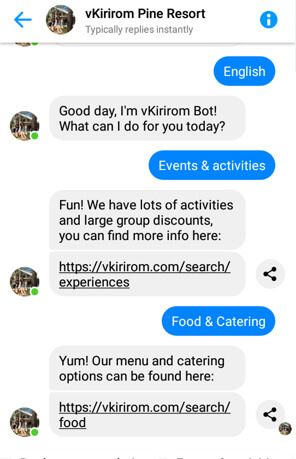 vKirirom Pine Resort
Typically replies instantly
English
Good day, I'm vKirirom Bot!
What can I do for you today?
Events & activities
Fun! We have lots of activities
and large group discounts,
you can find more info here:
https://vkirirom.com/search/
experiences
Food & Catering
Yum! Our menu and catering
options can be found here:
https://vkirirom.com/search/
food